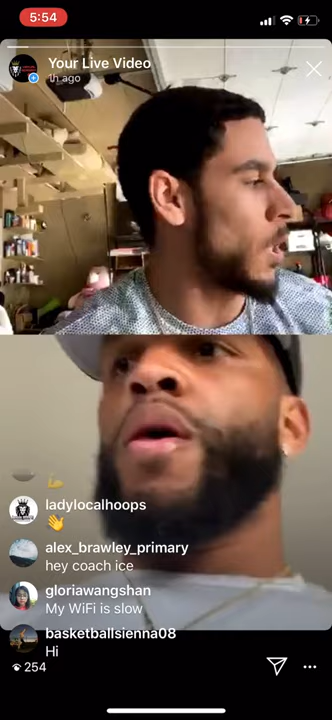 5:54
Your Live Video
1h ago
ladylocalhoops
alex_brawley_primary
hey coach ice
gloriawangshan
My WiFi is slow
basketballsienna08
Hi
254